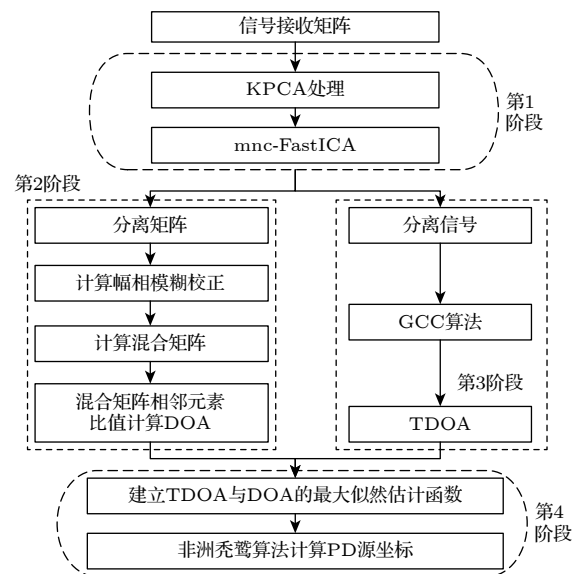 信号接收矩阵
KPCA处理
mnc-FastICA
第1
阶段
第2阶段
分离矩阵
计算幅相模糊校正
计算混合矩阵
混合矩阵相邻元素
比值计算DOA
分离信号
GCC算法
第3阶段
TDOA
建立TDOA与DOA的最大似然估计函数
非洲秃鹫算法计算PD源坐标
第4
阶段